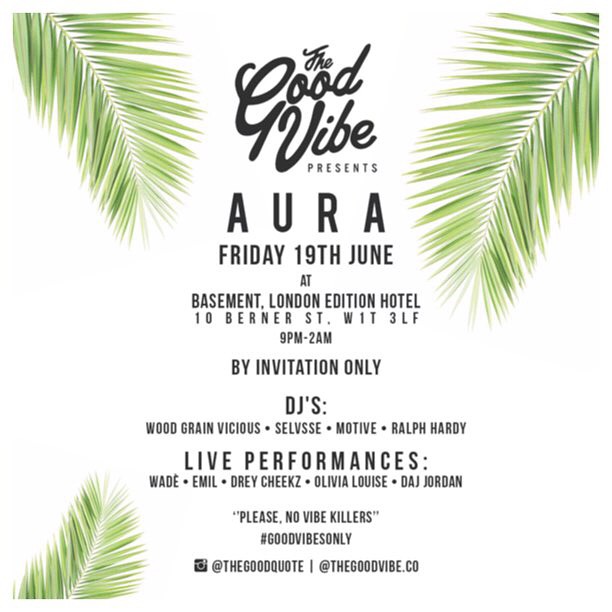 The
Good
Vibe
PRESENTS
AURA
FRIDAY 19TH JUNE
AT
BASEMENT, LONDON EDITION HOTEL
10 BERNER ST, W1T 3LF
9PM-2AM
BY INVITATION ONLY
DJ'S:
WOOD GRAIN VICIOUS • SELVSSE • MOTIVE • RALPH HARDY
LIVE PERFORMANCES:
WADÈ • EMIL • DREY CHEEKZ • OLIVIA LOUISE • DAJ JORDAN
‘'PLEASE, NO VIBE KILLERS’'
#GOODVIBESONLY
@THEGOODQUOTE | @THEGOODVIBE.CO